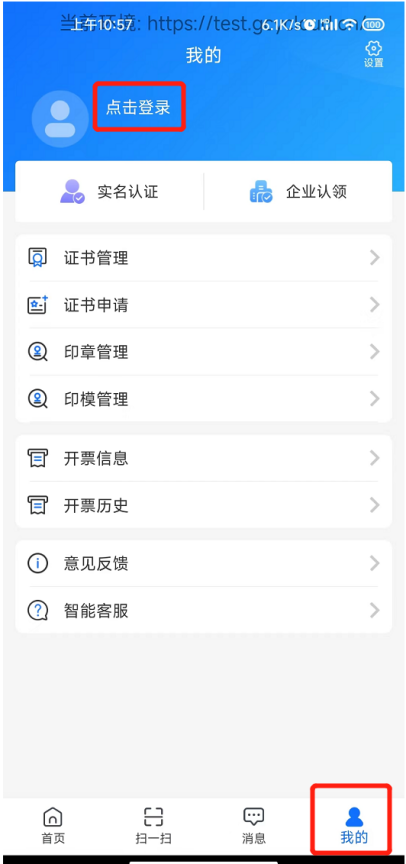 上午10:57
6.1K/s
100
我的
设置
点击登录
实名认证
企业认领
证书管理
证书申请
印章管理
印模管理
开票信息
开票历史
意见反馈
智能客服
首页
扫一扫
消息
我的